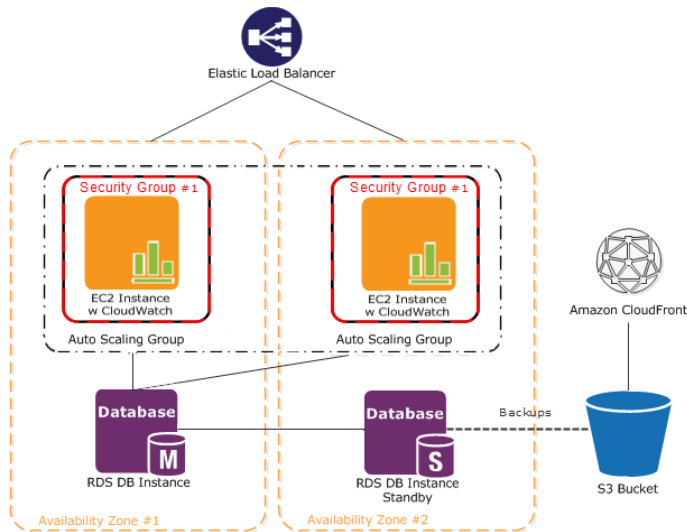 Elastic Load Balancer
Security Group #1
Security Group #1
EC2 Instance
w CloudWatch
EC2 Instance
w CloudWatch
Auto Scaling Group
Auto Scaling Group
Amazon CloudFront
Database
M
RDS DB Instance
Database
S
RDS DB Instance
Standby
Backups
S3 Bucket
Availability Zone #1
Availability Zone #2